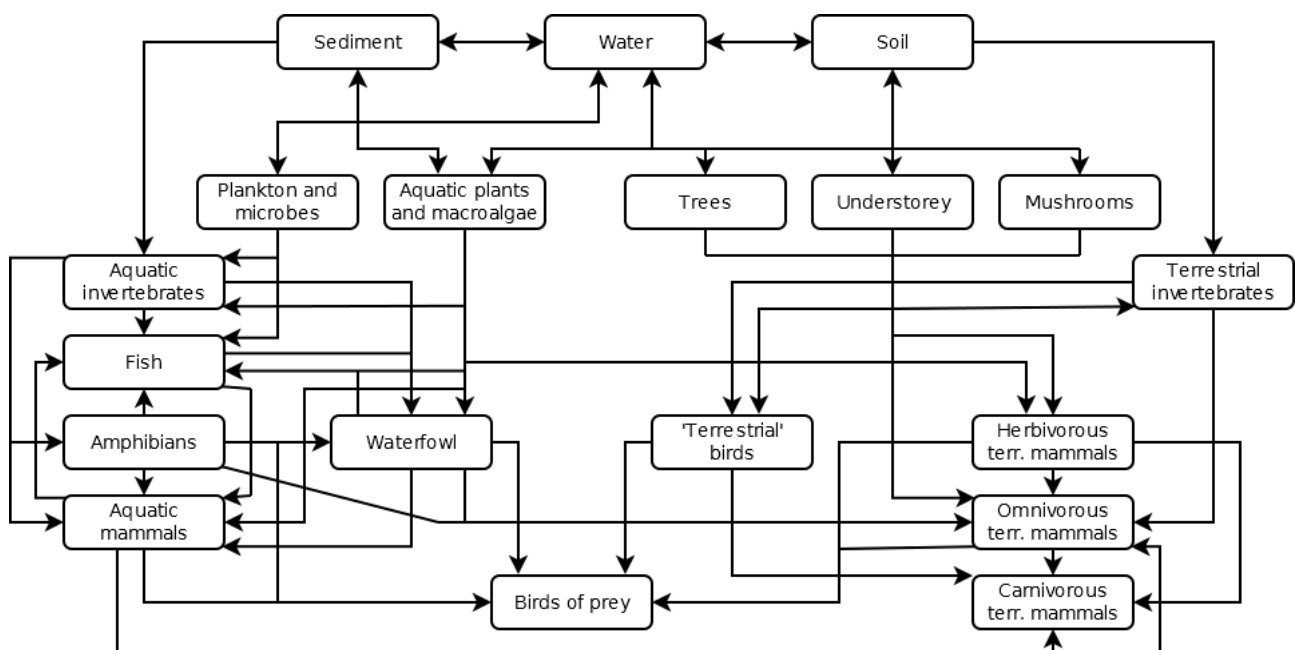 Sediment
Water
Soil
Plankton and
microbes
Aquatic plants
and macroalgae
Trees
Understorey
Mushrooms
Aquatic
invertebrates
Terrestrial
invertebrates
Fish
Amphibians
Waterfowl
'Terrestrial'
birds
Herbivorous
terr. mammals
Aquatic
mammals
Omnivorous
terr. mammals
Birds of prey
Carnivorous
terr. mammals